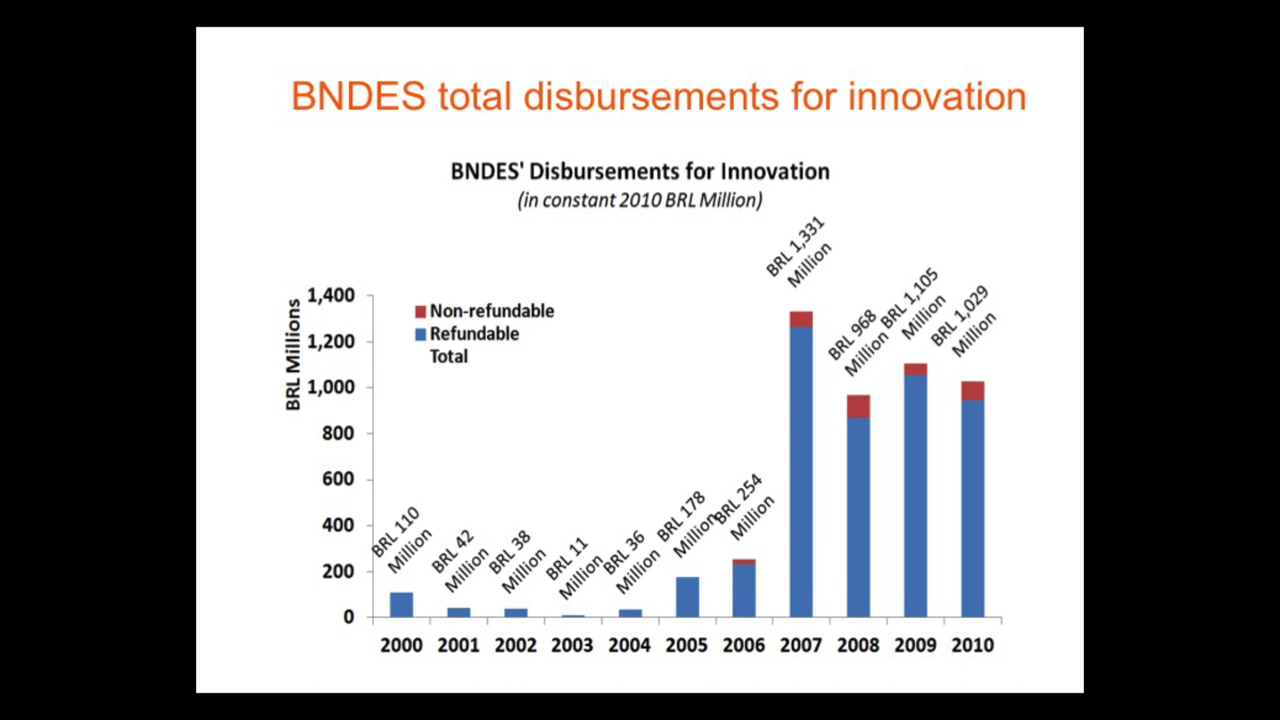 BNDES total disbursements for innovation
BNDES' Disbursements for Innovation
(in constant 2010 BRL Million)
BRL Millions
1,400
1,200
1,000
800
600
400
200
0
Non-refundable
Refundable
Total
BRL 110
Million
BRL 42
Million
BRL 38
Million
BRL 11
Million
BRL 36
Million
BRL 178
Million
BRL 254
Million
BRL 1,331
Million
BRL 968
Million
BRL 1,105
Million
BRL 1,029
Million
2000 2001 2002 2003 2004 2005 2006 2007 2008 2009 2010